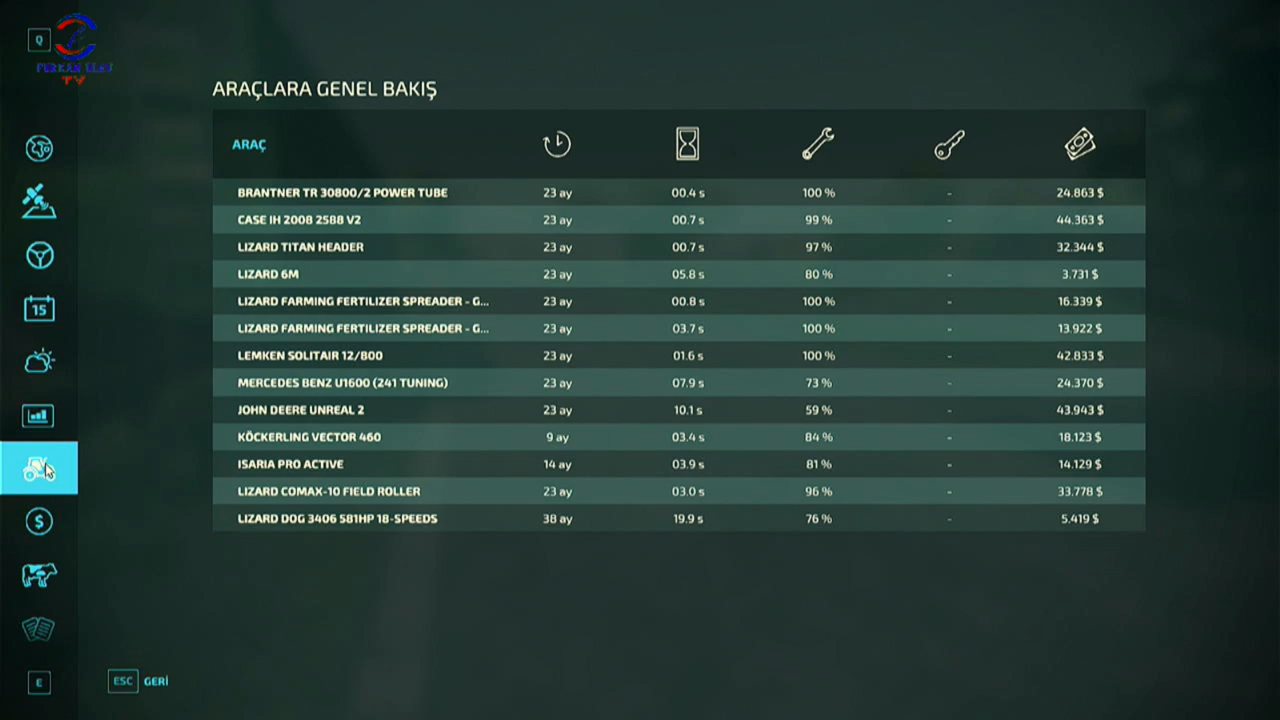 Q
TV
ARAÇLARA GENEL BAKIŞ
ARAÇ
BRANTNER TR 30800/2 POWER TUBE 23 ay 00.4 s 100 % - 24.863 $
CASE IH 2008 2588 V2 23 ay 00.7 s 99 % - 44.363 $
LIZARD TITAN HEADER 23 ay 00.7 s 97 % - 32.344 $
LIZARD 6M 23 ay 05.8 s 80 % - 3.731 $
LIZARD FARMING FERTILIZER SPREADER - G... 23 ay 00.8 s 100 % - 16.339 $
LIZARD FARMING FERTILIZER SPREADER - G... 23 ay 03.7 s 100 % - 13.922 $
LEMKEN SOLITAIR 12/800 23 ay 01.6 s 100 % - 42.833 $
MERCEDES BENZ U1600 (241 TUNING) 23 ay 07.9 s 73 % - 24.370 $
JOHN DEERE UNREAL 2 23 ay 10.1 s 59 % - 43.943 $
KÖCKERLING VECTOR 460 9 ay 03.4 s 84 % - 18.123 $
ISARIA PRO ACTIVE 14 ay 03.9 s 81 % - 14.129 $
LIZARD COMAX-10 FIELD ROLLER 23 ay 03.0 s 96 % - 33.778 $
LIZARD DOG 3406 581HP 18-SPEEDS 38 ay 19.9 s 76 % - 5.419 $
15
$
E
ESC GERİ